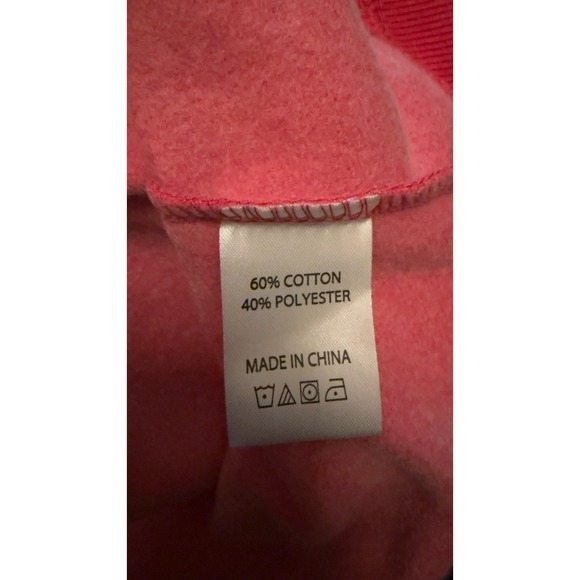 60% COTTON
40% POLYESTER
MADE IN CHINA